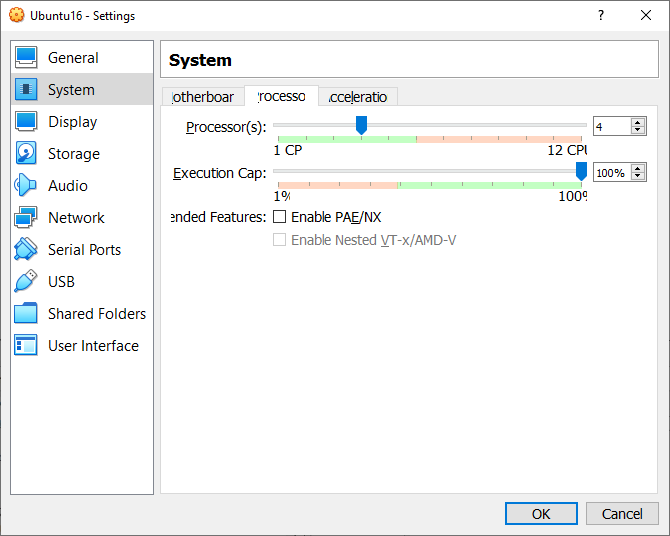 Ubuntu16 - Settings
?
General
System
Display
Storage
Audio
Network
Serial Ports
USB
Shared Folders
User Interface
System
otherboar
rocesso
ccceleratio
Processor(s):
4
1 CP
12 CPU
Execution Cap:
100%
1%
100%
ended Features:
Enable PAE/NX
Enable Nested VT-x/AMD-V
OK
Cancel